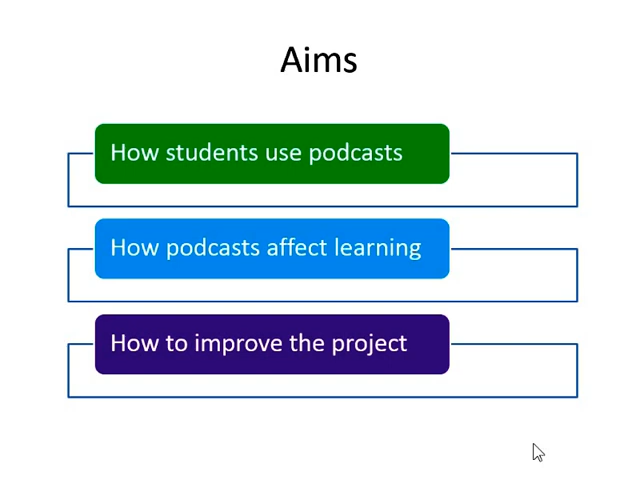 Aims
How students use podcasts
How podcasts affect learning
How to improve the project